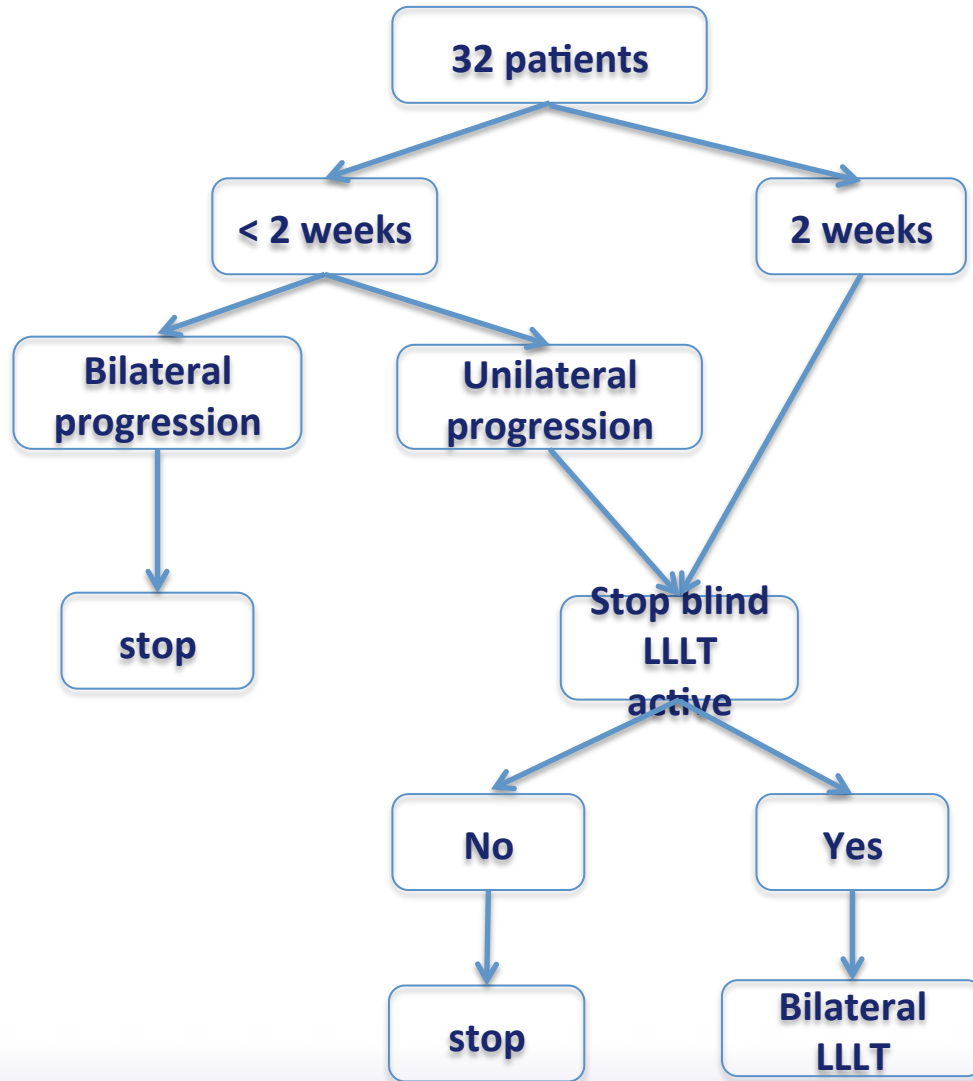 32 patients
< 2 weeks
2 weeks
Bilateral
progression
Unilateral
progression
stop
Stop blind
LLLT
active
No
Yes
stop
Bilateral
LLLT